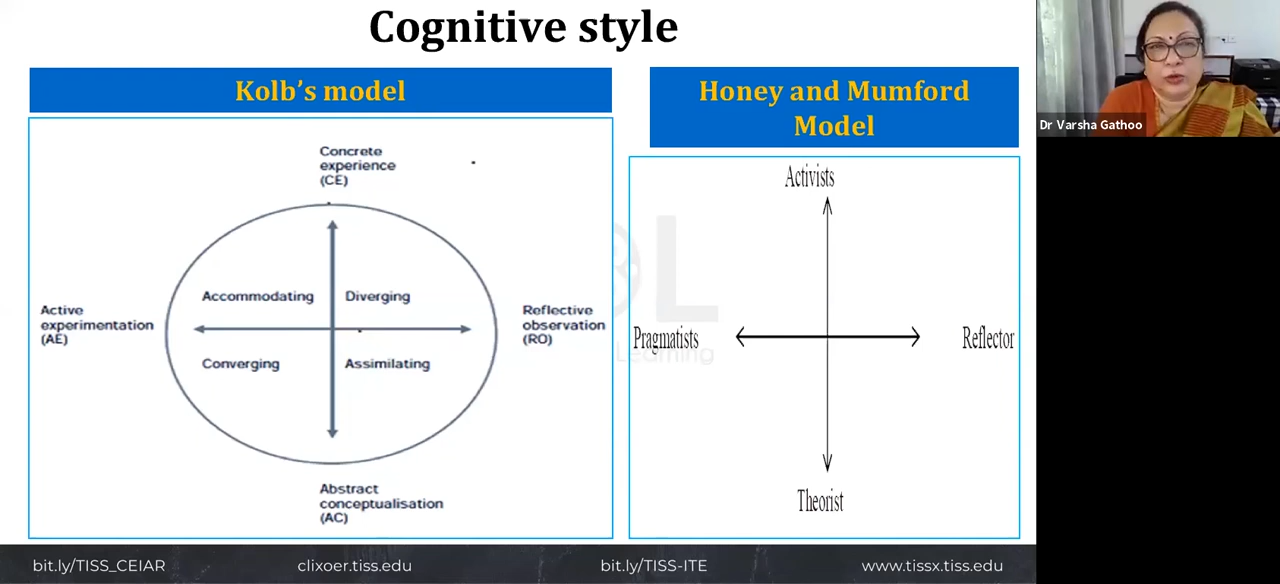 Cognitive style
Kolb's model
Concrete
experience
(CE)
Accommodating
Diverging
Active
experimentation
(AE)
Reflective
observation
(RO)
Converging
Assimilating
Abstract
conceptualisation
(AC)
Honey and Mumford
Model
Activists
Pragmatists
Reflector
Theorist
L
Learning
Dr Varsha Gathoo
bit.ly/TISS_CEIAR
clixoer.tiss.edu
bit.ly/TISS-ITE
www.tissx.tiss.edu